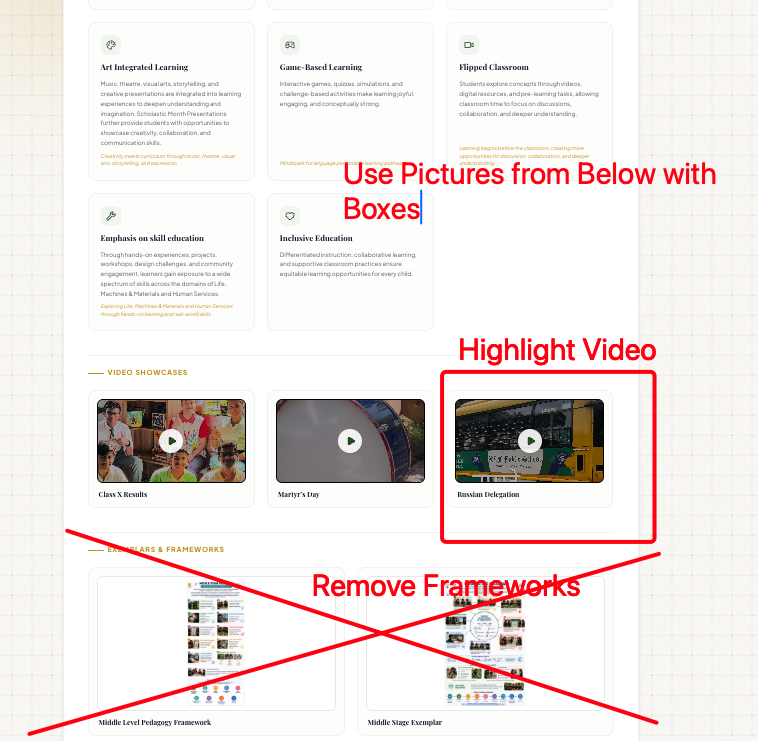 Art Integrated Learning
Music, theatre, visual arts, storytelling, and
creative presentations are integrated into learning
experiences to deepen understanding and
imagination. Scholastic Month Presentations
further provide students with opportunities to
showcase creativity, collaboration, and
communication skills.
Creativity meets curriculum through music, theatre, visual
arts, storytelling, and expression.
Game-Based Learning
Interactive games, quizzes, simulations, and
challenge-based activities make learning joyful,
engaging, and conceptually strong.
Mindspark for language
Flipped Classroom
Students explore concepts through videos,
digital resources, and pre-learning tasks, allowing
classroom time to focus on discussions,
collaboration, and deeper understanding.
Learning begins before the classroom, creating more
opportunities for discussion, collaboration, and deeper
understanding.
Use Pictures from Below with
Boxes
Emphasis on skill education
Through hands-on experiences, projects,
workshops, design challenges, and community
engagement, learners gain exposure to a wide
spectrum of skills across the domains of Life,
Machines & Materials and Human Services.
Exploring Life, Machines & Materials and Human Services
through hands-on learning and real-world skills.
Inclusive Education
Differentiated instruction, collaborative learning,
and supportive classroom practices ensure
equitable learning opportunities for every child.
Highlight Video
VIDEO SHOWCASES
Class X Results
Martyr's Day
Russian Delegation
EXEMPLARS & FRAMEWORKS
Remove Frameworks
Middle Level Pedagogy Framework
Middle Stage Exemplar